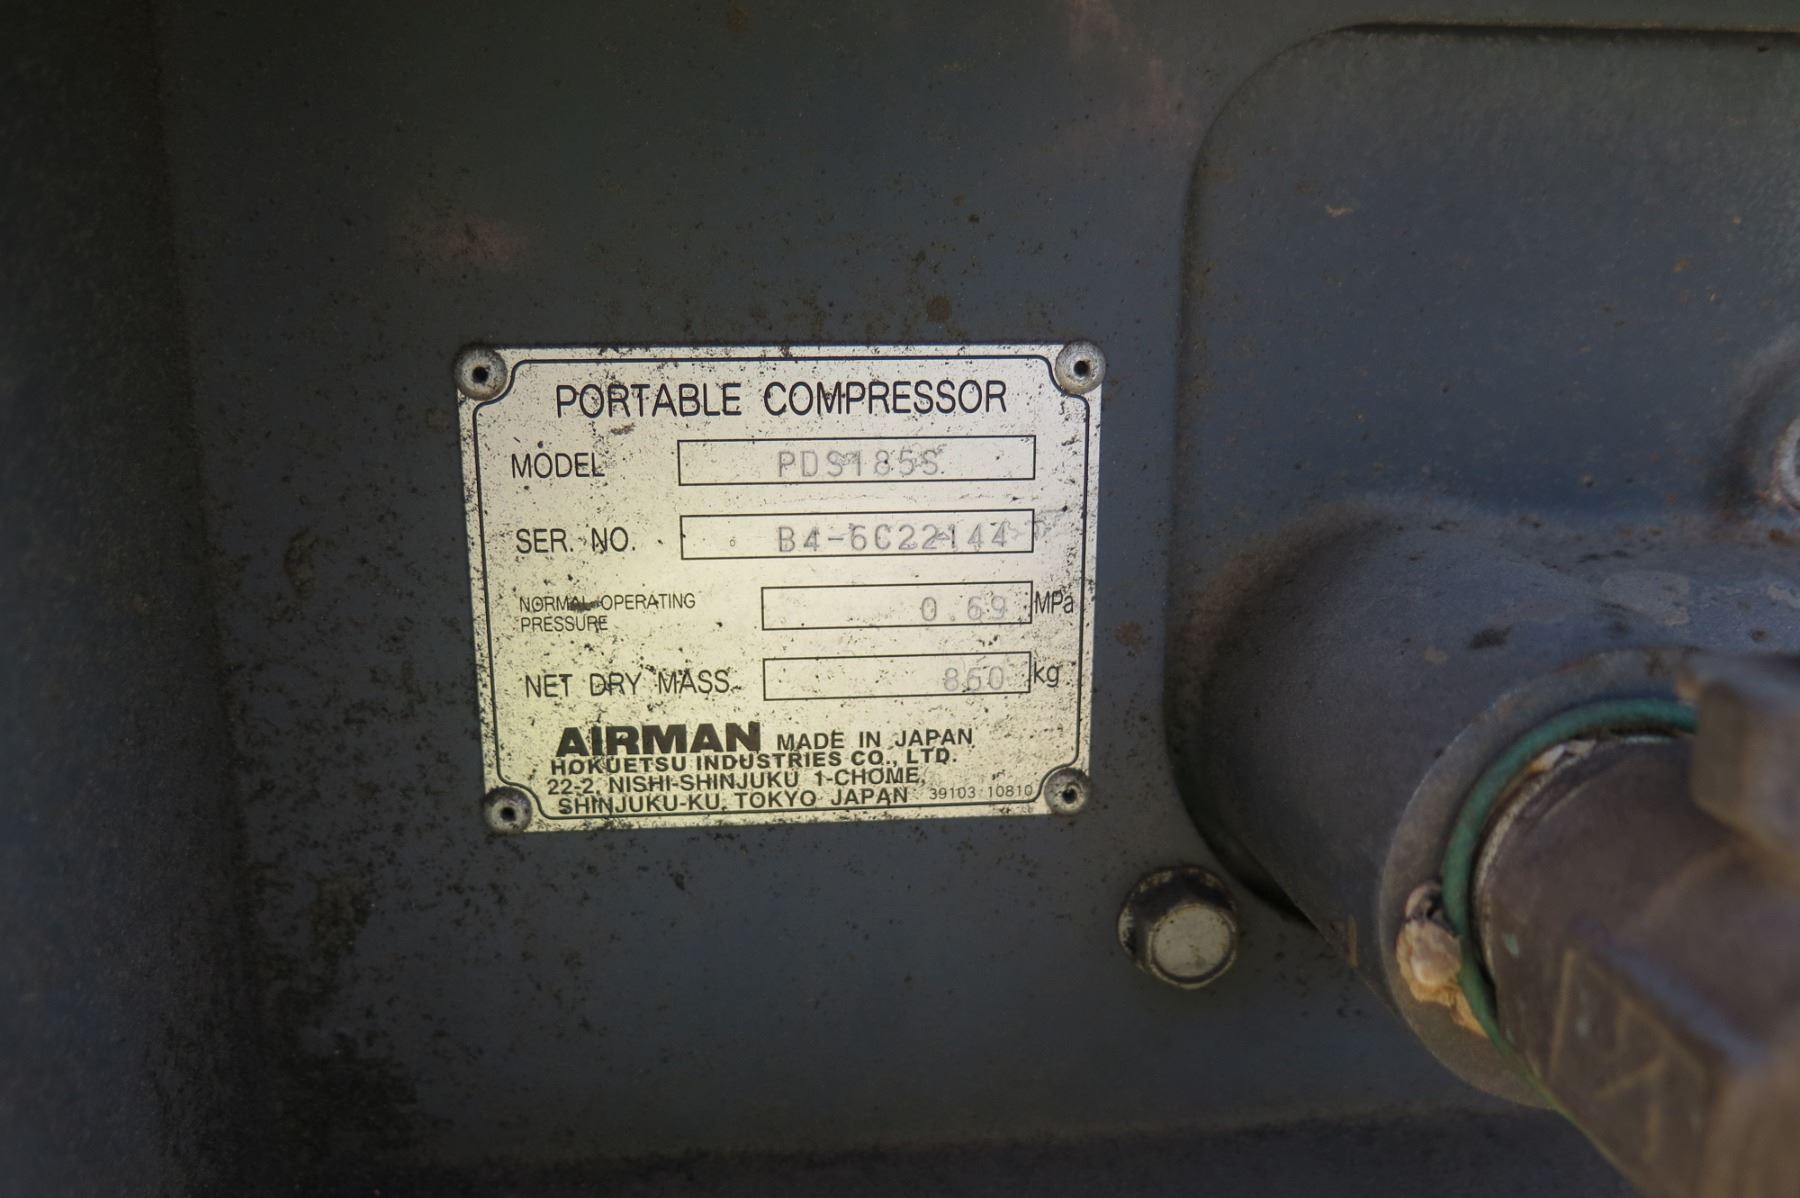 PORTABLE COMPRESSOR
MODEL PDS185S
SER. NO. B4-6C22144
NORMAL OPERATING PRESSURE 0.69 MPa
NET DRY MASS 860 kg
AIRMAN MADE IN JAPAN
HOKUETSU INDUSTRIES CO., LTD.
22-2, NISHI-SHINJUKU 1-CHOME,
SHINJUKU-KU, TOKYO JAPAN 39103 10810